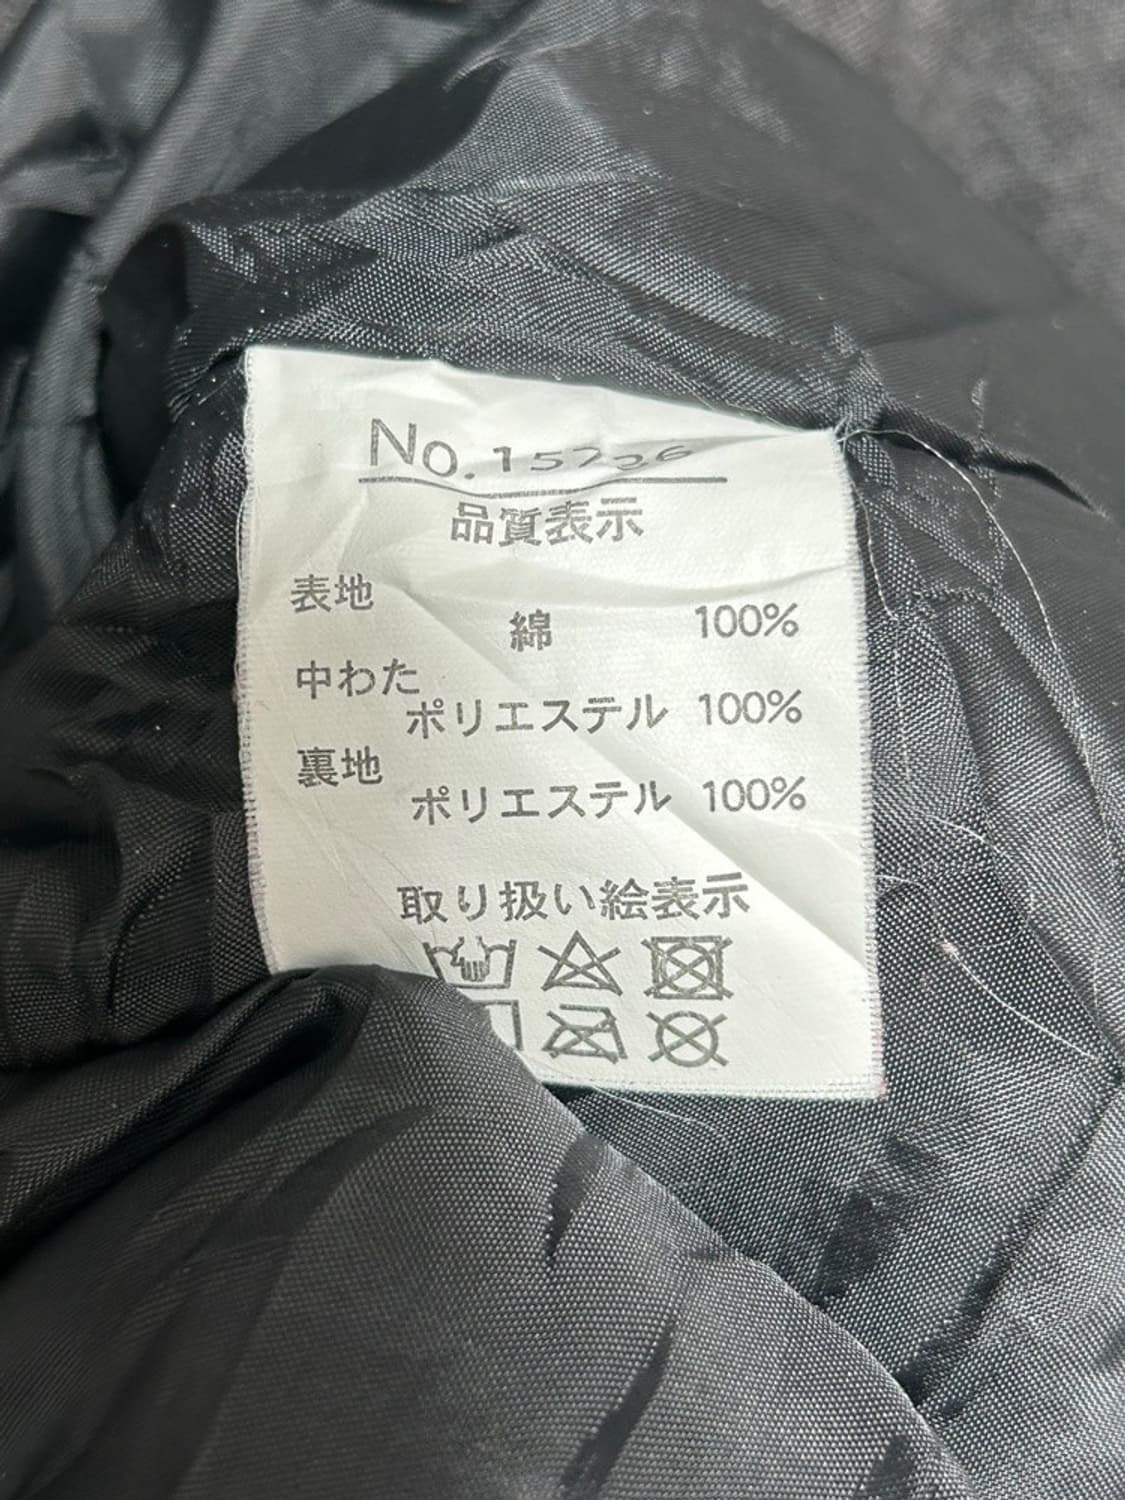 No.15726
品質表示
表地
綿 100%
中わた
ポリエステル 100%
裏地
ポリエステル 100%
取り扱い絵表示